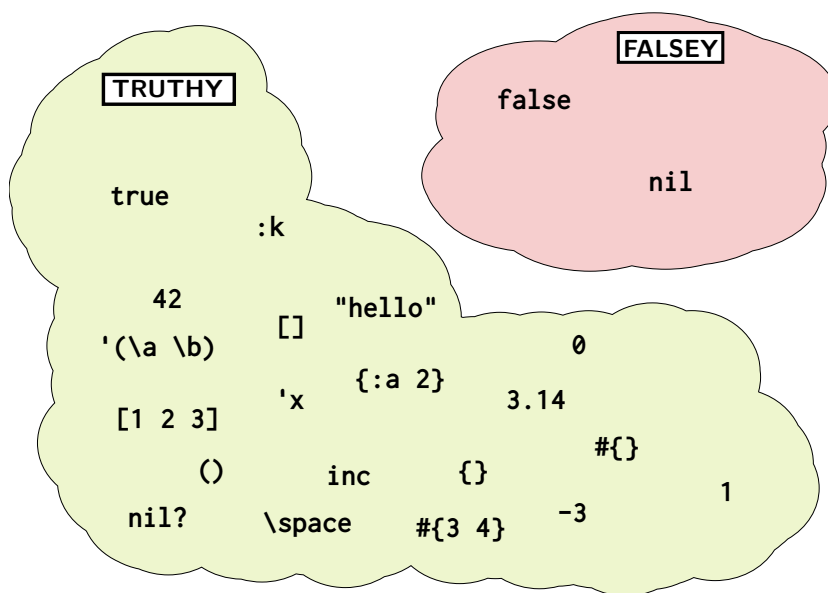 FALSEY
TRUTHY
false
nil
true
:k
42
"hello"
[]
'(\a \b)
0
{:a 2}
'x
3.14
[1 2 3]
#{}
()
inc
{}
1
nil?
\space
#{3 4}
-3